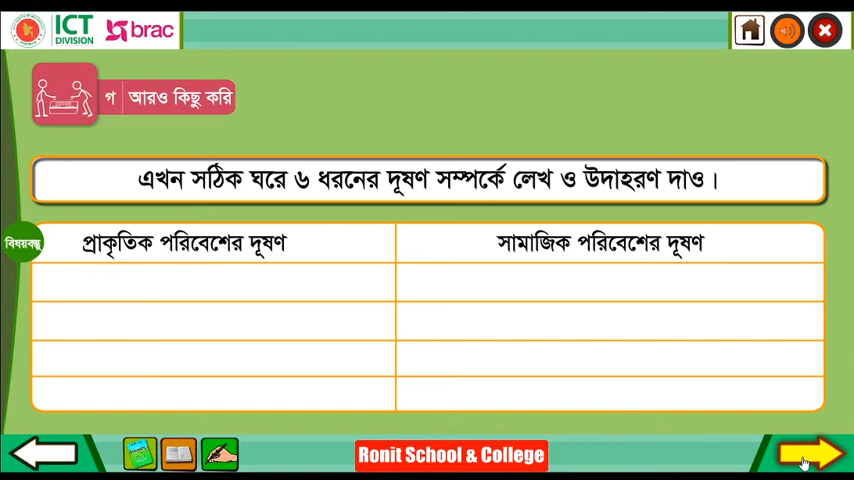 ICT
DIVISION
brac
গ আরও কিছু করি
এখন সঠিক ঘরে ৬ ধরনের দূষণ সম্পর্কে লেখ ও উদাহরণ দাও।
বিষয়বস্তু
প্রাকৃতিক পরিবেশের দূষণ
সামাজিক পরিবেশের দূষণ
Ronit School & College